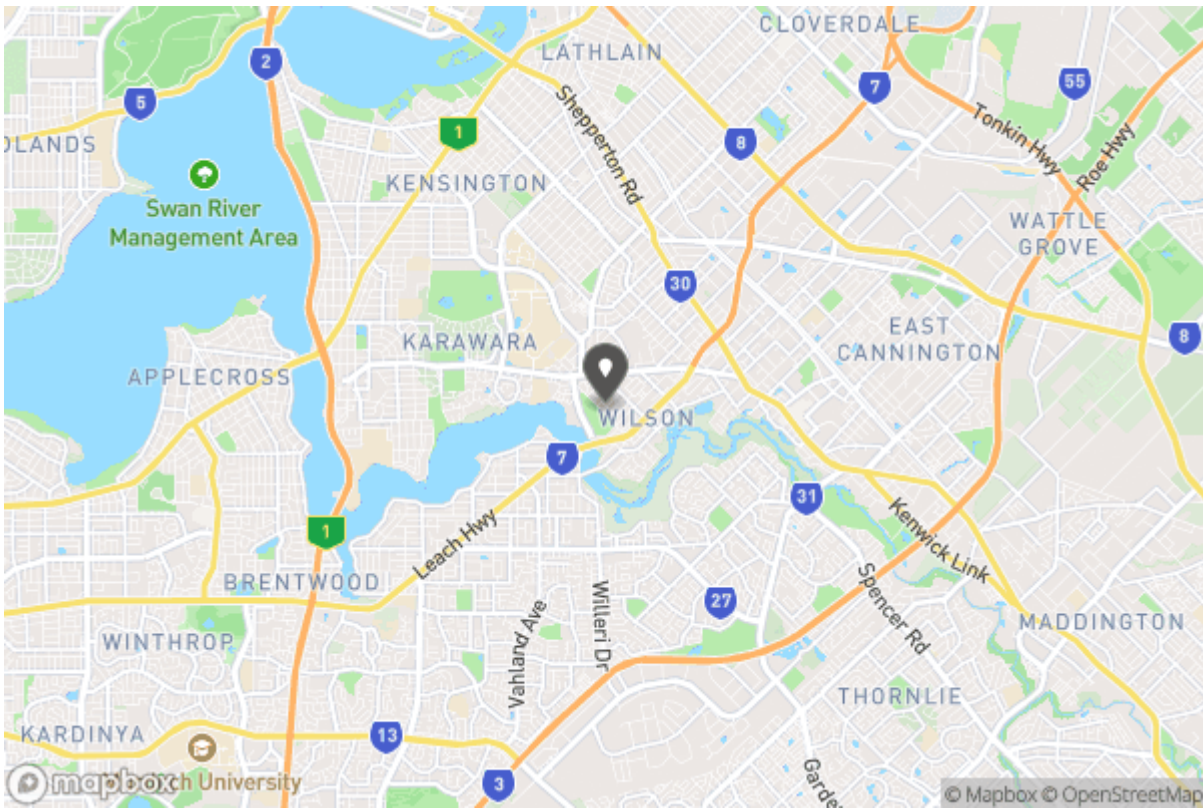 CLOVERDALE
LATHLAIN
2
7
55
5
Shepperton Rd
Tonkin Hwy
1
8
Roe Hwy
DLANDS
KENSINGTON
Swan River
Management Area
WATTLE
GROVE
30
EAST
CANNINGTON
KARAWARA
8
APPLECROSS
WILSON
7
31
1
Leach Hwy
Kenwick Link
BRENTWOOD
Willeri Dr
Spencer Rd
27
MADDINGTON
WINTHROP
Vahland Ave
THORNLIE
KARDINYA
13
mapbox
University
3
Garde
© Mapbox © OpenStreetMap